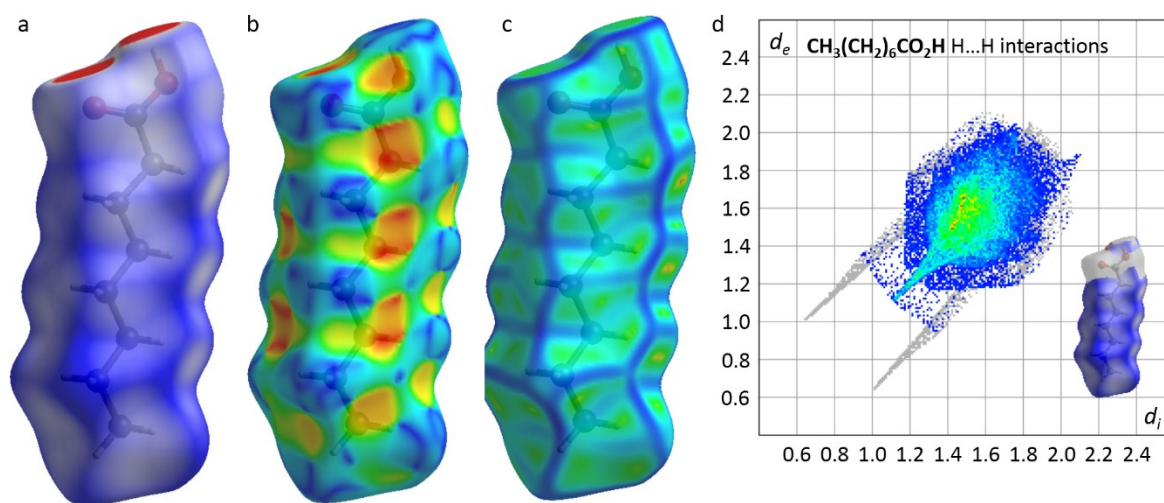 a
b
c
d
dₑ CH₃(CH₂)₆CO₂H H...H interactions
2.4
2.2
2.0
1.8
1.6
1.4
1.2
1.0
0.8
0.6
0.6 0.8 1.0 1.2 1.4 1.6 1.8 2.0 2.2 2.4
dᵢ